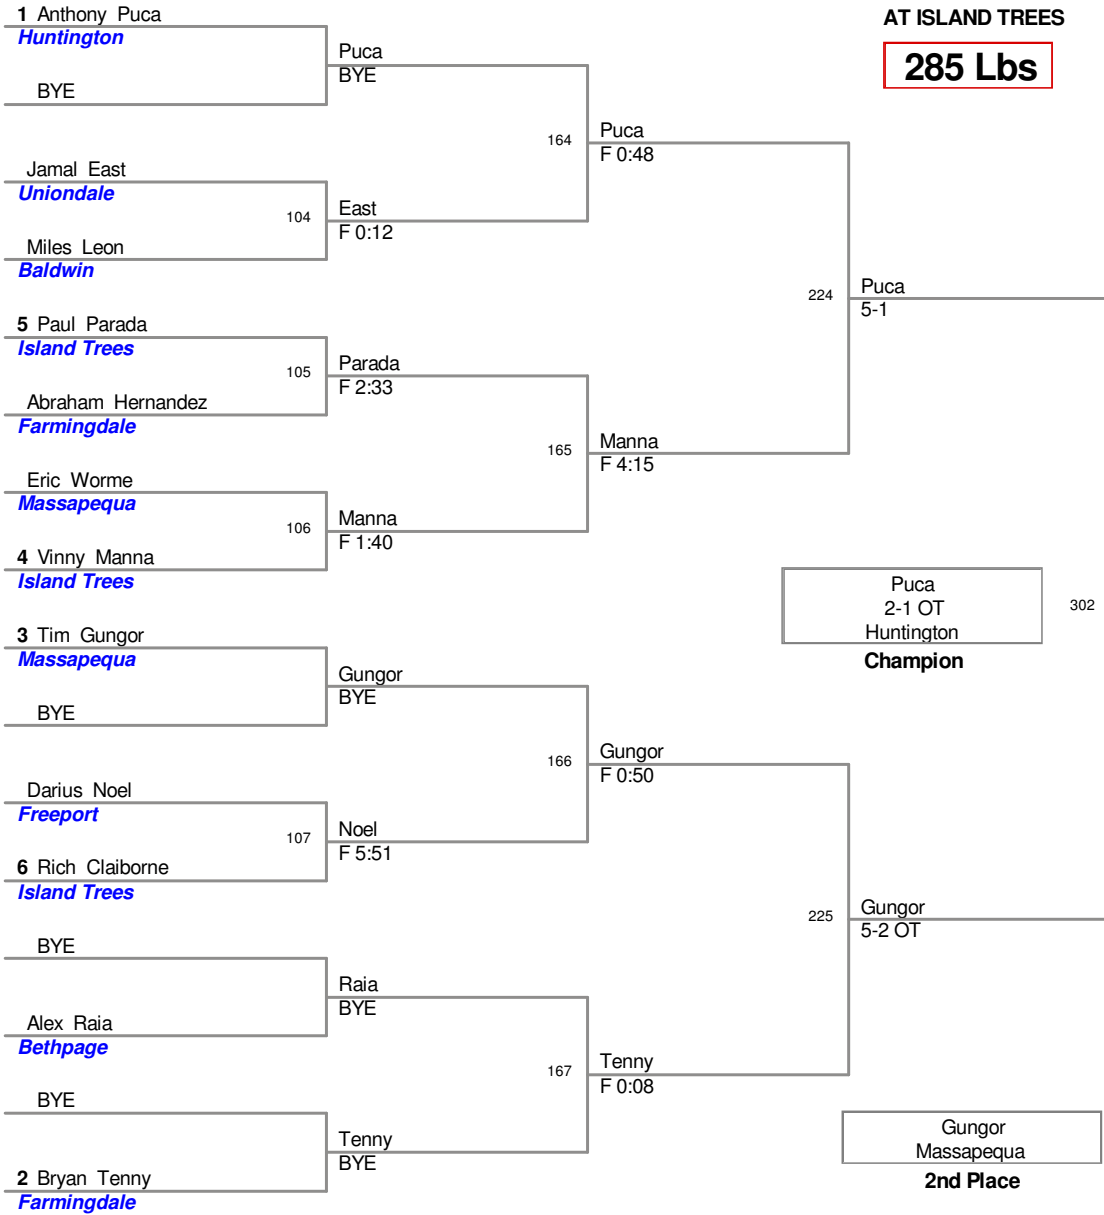 AT ISLAND TREES
285 Lbs
1 Anthony Puca
Huntington
BYE
Puca
BYE
Jamal East
Uniondale
104
Miles Leon
Baldwin
East
F 0:12
164
Puca
F 0:48
5 Paul Parada
Island Trees
105
Abraham Hernandez
Farmingdale
Parada
F 2:33
Eric Worme
Massapequa
106
4 Vinny Manna
Island Trees
Manna
F 1:40
165
Manna
F 4:15
224
Puca
5-1
Puca
2-1 OT
Huntington
302
Champion
3 Tim Gungor
Massapequa
BYE
Gungor
BYE
Darius Noel
Freeport
107
6 Rich Claiborne
Island Trees
Noel
F 5:51
166
Gungor
F 0:50
BYE
Alex Raia
Bethpage
Raia
BYE
BYE
2 Bryan Tenny
Farmingdale
Tenny
BYE
167
Tenny
F 0:08
225
Gungor
5-2 OT
Gungor
Massapequa
2nd Place